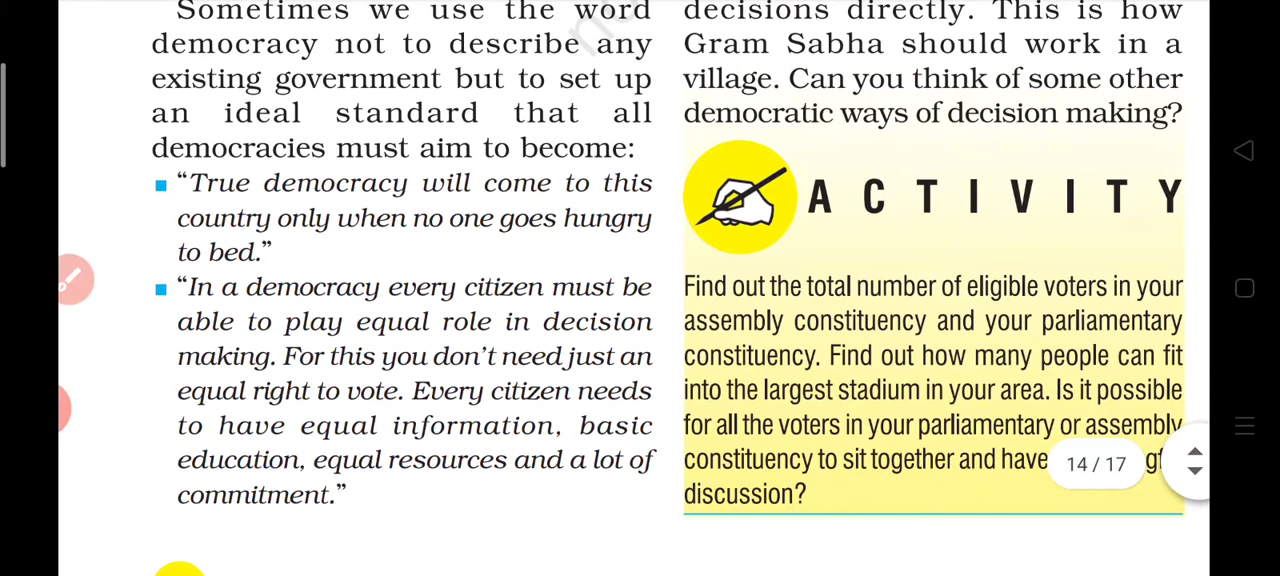 Sometimes we use the word
democracy not to describe any
existing government but to set up
an ideal standard that all
democracies must aim to become:
■ “True democracy will come to this
country only when no one goes hungry
to bed.”
■ “In a democracy every citizen must be
able to play equal role in decision
making. For this you don’t need just an
equal right to vote. Every citizen needs
to have equal information, basic
education, equal resources and a lot of
commitment.”
decisions directly. This is how
Gram Sabha should work in a
village. Can you think of some other
democratic ways of decision making?
ACTIVITY
Find out the total number of eligible voters in your
assembly constituency and your parliamentary
constituency. Find out how many people can fit
into the largest stadium in your area. Is it possible
for all the voters in your parliamentary or assembly
constituency to sit together and have
discussion?
14 / 17